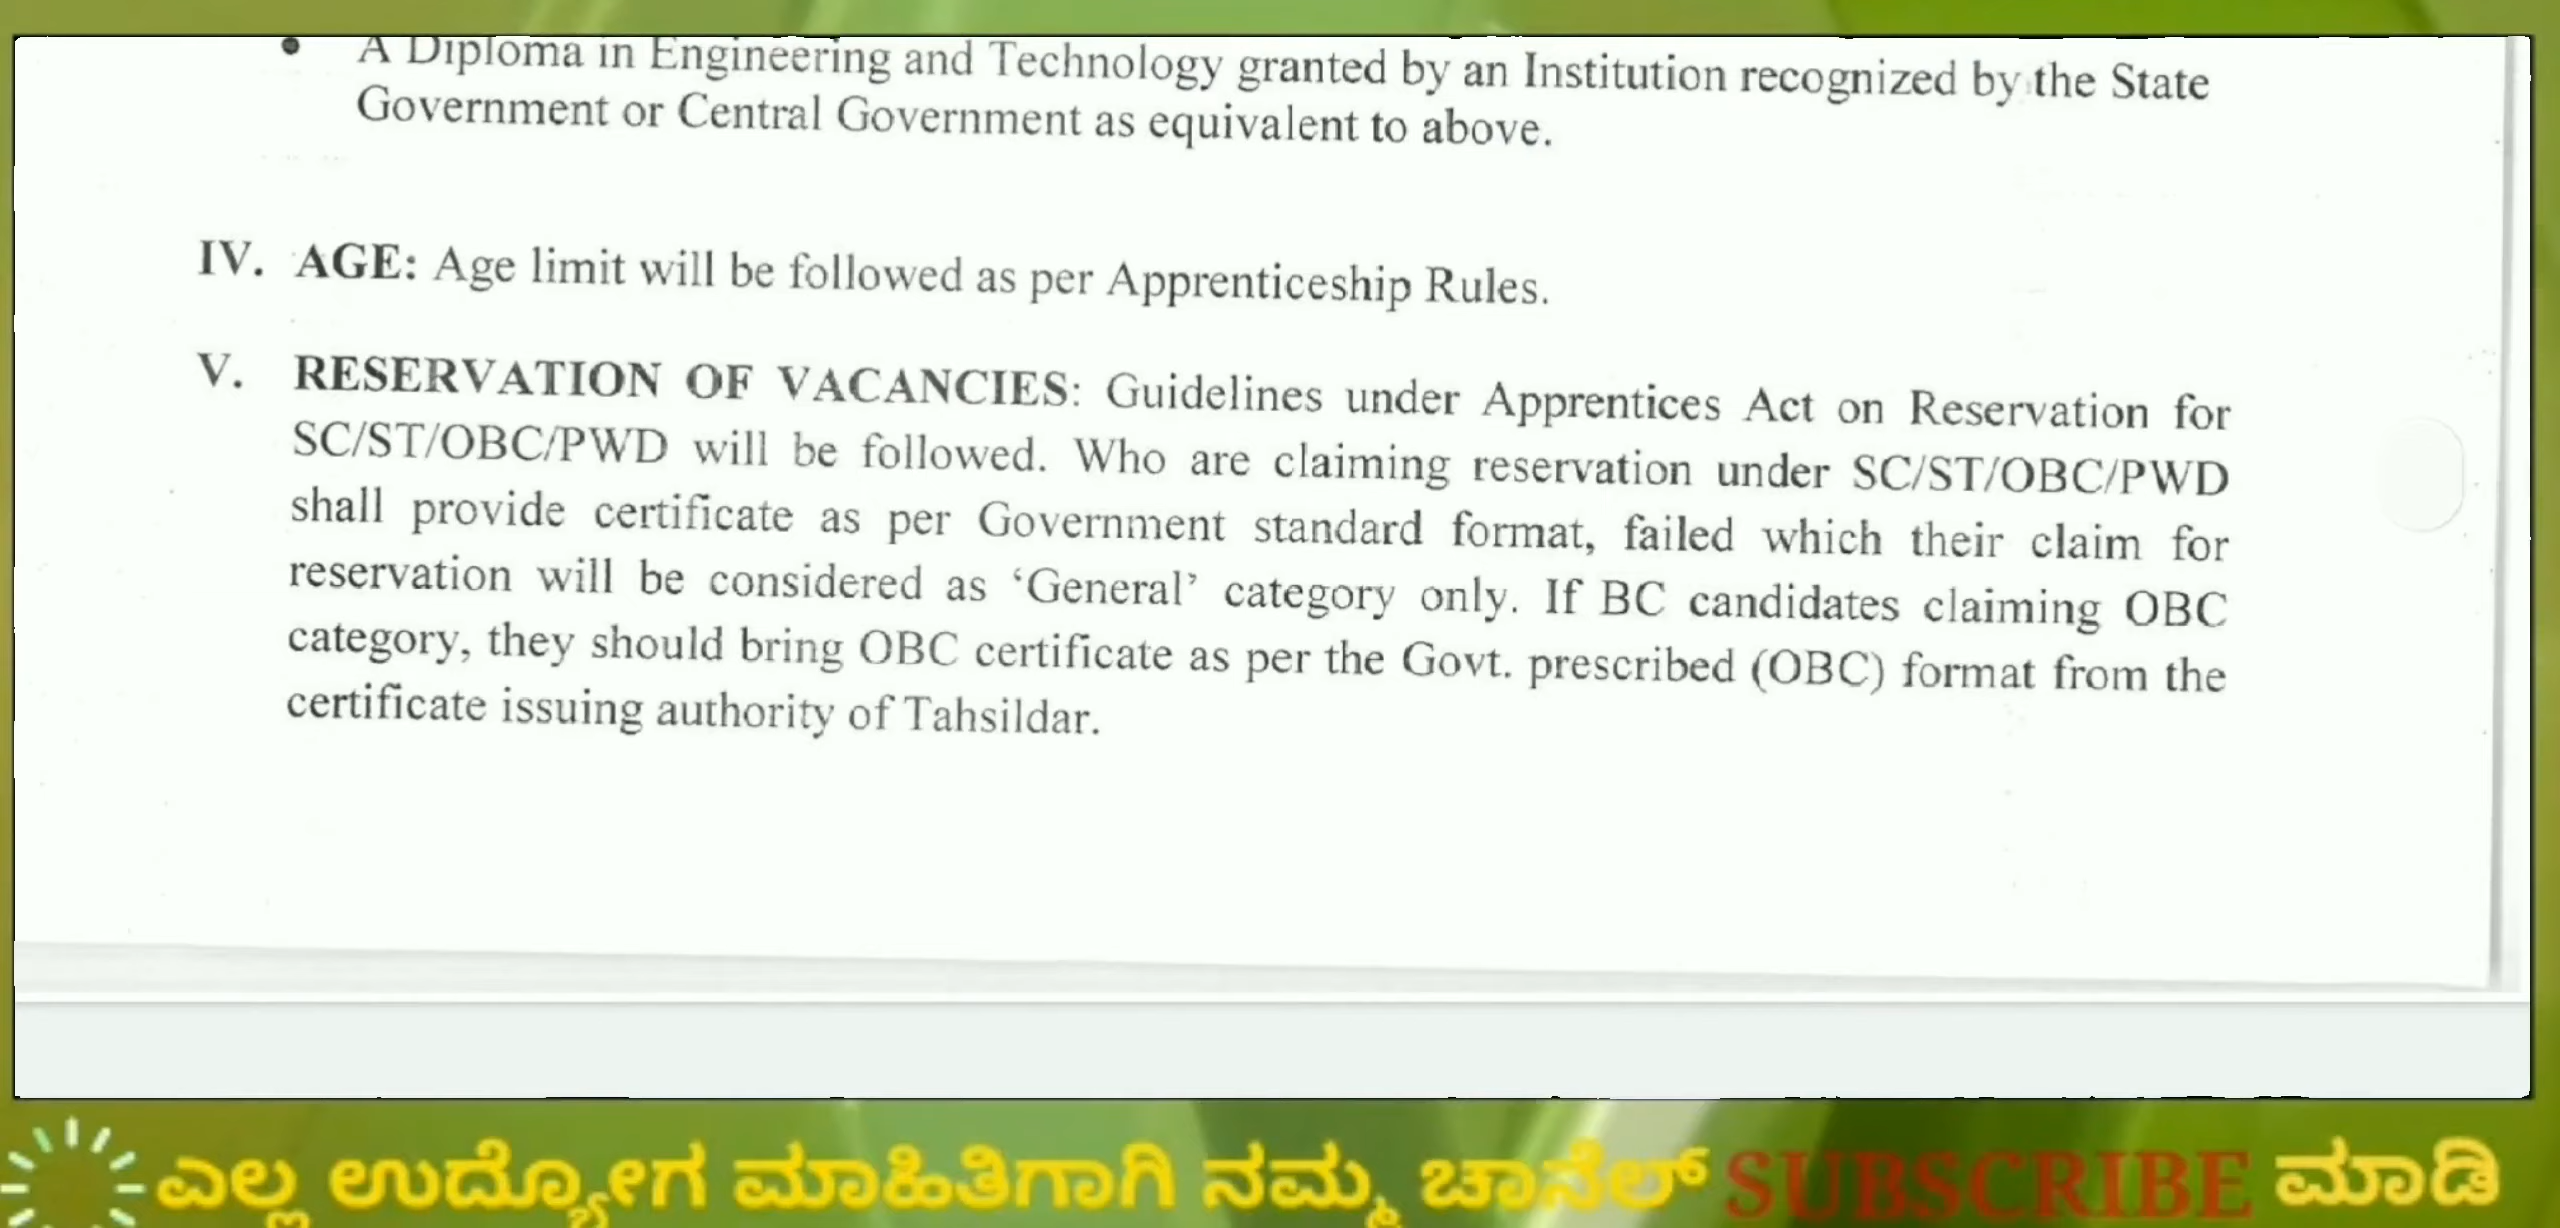 • A Diploma in Engineering and Technology granted by an Institution recognized by the State
Government or Central Government as equivalent to above.
IV. AGE: Age limit will be followed as per Apprenticeship Rules.
V. RESERVATION OF VACANCIES: Guidelines under Apprentices Act on Reservation for
SC/ST/OBC/PWD will be followed. Who are claiming reservation under SC/ST/OBC/PWD
shall provide certificate as per Government standard format, failed which their claim for
reservation will be considered as ‘General’ category only. If BC candidates claiming OBC
category, they should bring OBC certificate as per the Govt. prescribed (OBC) format from the
certificate issuing authority of Tahsildar.
ಎಲ್ಲ ಉದ್ಯೋಗ ಮಾಹಿತಿಗಾಗಿ ನಮ್ಮ ಚಾನೆಲ್ SUBSCRIBE ಮಾಡಿ